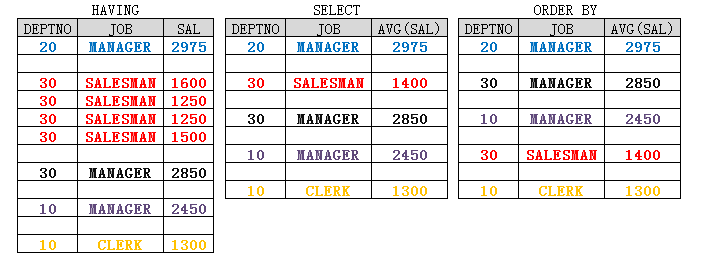 HAVING
DEPTNO JOB SAL
20 MANAGER 2975
30 SALESMAN 1600
30 SALESMAN 1250
30 SALESMAN 1250
30 SALESMAN 1500
30 MANAGER 2850
10 MANAGER 2450
10 CLERK 1300
SELECT
DEPTNO JOB AVG(SAL)
20 MANAGER 2975
30 SALESMAN 1400
30 MANAGER 2850
10 MANAGER 2450
10 CLERK 1300
ORDER BY
DEPTNO JOB AVG(SAL)
20 MANAGER 2975
30 MANAGER 2850
10 MANAGER 2450
30 SALESMAN 1400
10 CLERK 1300